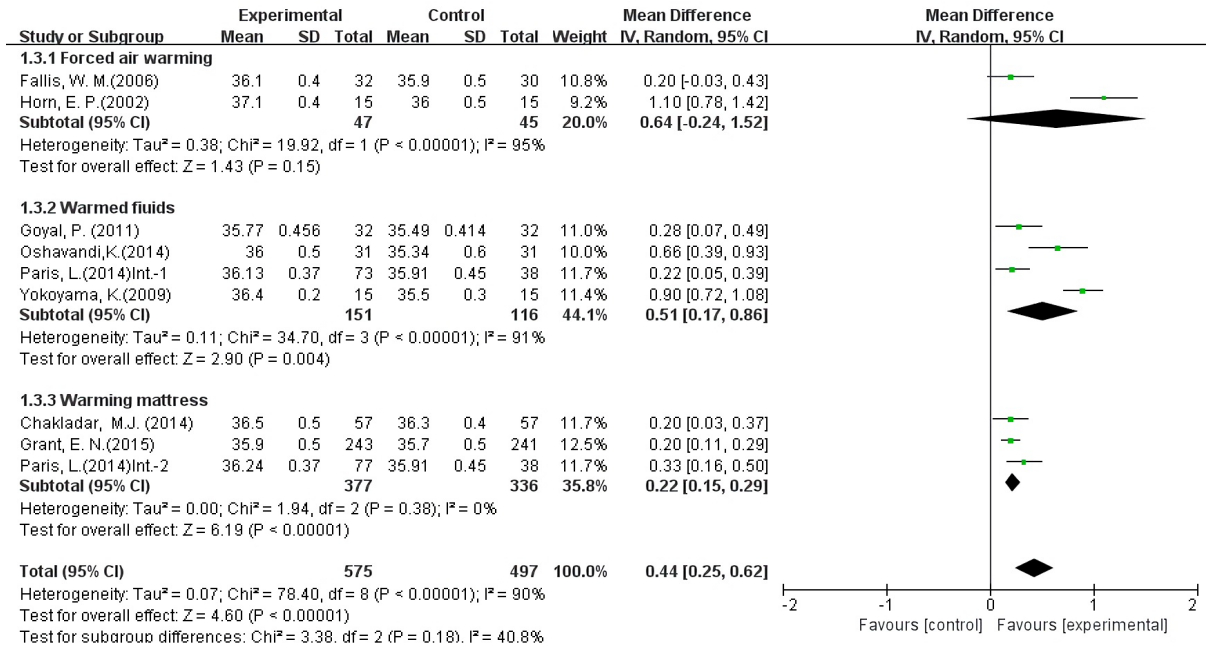 Experimental Control Mean Difference Mean Difference
Study or Subgroup Mean SD Total Mean SD Total Weight IV, Random, 95% CI IV, Random, 95% CI
1.3.1 Forced air warming
Fallis, W. M.(2006) 36.1 0.4 32 35.9 0.5 30 10.8% 0.20 [-0.03, 0.43]
Horn, E. P.(2002) 37.1 0.4 15 36 0.5 15 9.2% 1.10 [0.78, 1.42]
Subtotal (95% CI) 47 45 20.0% 0.64 [-0.24, 1.52]
Heterogeneity: Tau² = 0.38; Chi² = 19.92, df = 1 (P < 0.00001); I² = 95%
Test for overall effect: Z = 1.43 (P = 0.15)
1.3.2 Warmed fiuids
Goyal, P. (2011) 35.77 0.456 32 35.49 0.414 32 11.0% 0.28 [0.07, 0.49]
Oshavandi,K.(2014) 36 0.5 31 35.34 0.6 31 10.0% 0.66 [0.39, 0.93]
Paris, L.(2014)Int.-1 36.13 0.37 73 35.91 0.45 38 11.7% 0.22 [0.05, 0.39]
Yokoyama, K.(2009) 36.4 0.2 15 35.5 0.3 15 11.4% 0.90 [0.72, 1.08]
Subtotal (95% CI) 151 116 44.1% 0.51 [0.17, 0.86]
Heterogeneity: Tau² = 0.11; Chi² = 34.70, df = 3 (P < 0.00001); I² = 91%
Test for overall effect: Z = 2.90 (P = 0.004)
1.3.3 Warming mattress
Chakladar, M.J. (2014) 36.5 0.5 57 36.3 0.4 57 11.7% 0.20 [0.03, 0.37]
Grant, E. N.(2015) 35.9 0.5 243 35.7 0.5 241 12.5% 0.20 [0.11, 0.29]
Paris, L.(2014)Int.-2 36.24 0.37 77 35.91 0.45 38 11.7% 0.33 [0.16, 0.50]
Subtotal (95% CI) 377 336 35.8% 0.22 [0.15, 0.29]
Heterogeneity: Tau² = 0.00; Chi² = 1.94, df = 2 (P = 0.38); I² = 0%
Test for overall effect: Z = 6.19 (P < 0.00001)
Total (95% CI) 575 497 100.0% 0.44 [0.25, 0.62]
Heterogeneity: Tau² = 0.07; Chi² = 78.40, df = 8 (P < 0.00001); I² = 90%
Test for overall effect: Z = 4.60 (P < 0.00001)
Test for subgroup differences: Chi² = 3.38, df = 2 (P = 0.18), I² = 40.8%
-2 -1 0 1 2
Favours [control] Favours [experimental]